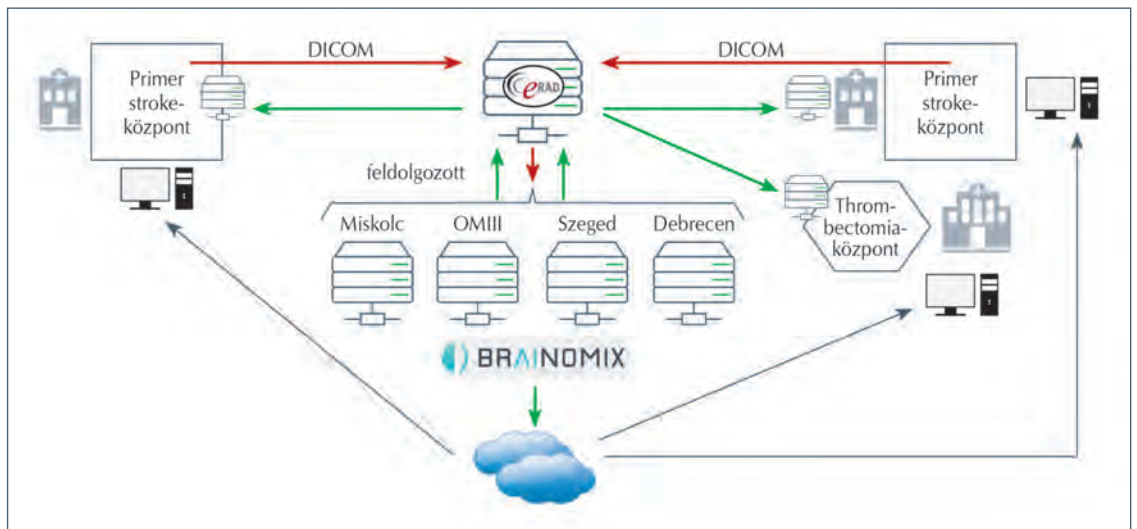 DICOM
DICOM
Primer
stroke-
központ
eRAD
Primer
stroke-
központ
feldolgozott
Miskolc
OMIII
Szeged
Debrecen
Throm-
bectomia-
központ
BRAINOMIX